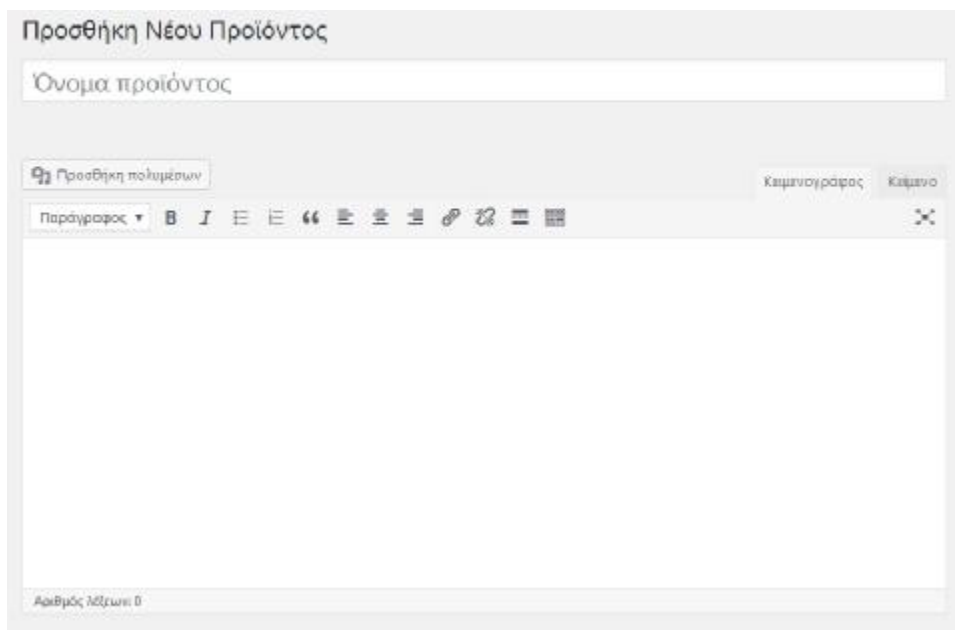 Προσθήκη Νέου Προϊόντος
Όνομα προϊόντος
Προσθήκη πολυμέσων
Κειμενογράφος Κείμενο
Παράγραφος B I
Αριθμός λέξεων: 0